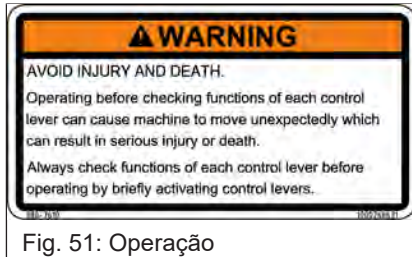 WARNING
AVOID INJURY AND DEATH.
Operating before checking functions of each control
lever can cause machine to move unexpectedly which
can result in serious injury or death.
Always check functions of each control lever before
operating by briefly activating control levers.
Fig. 51: Operação